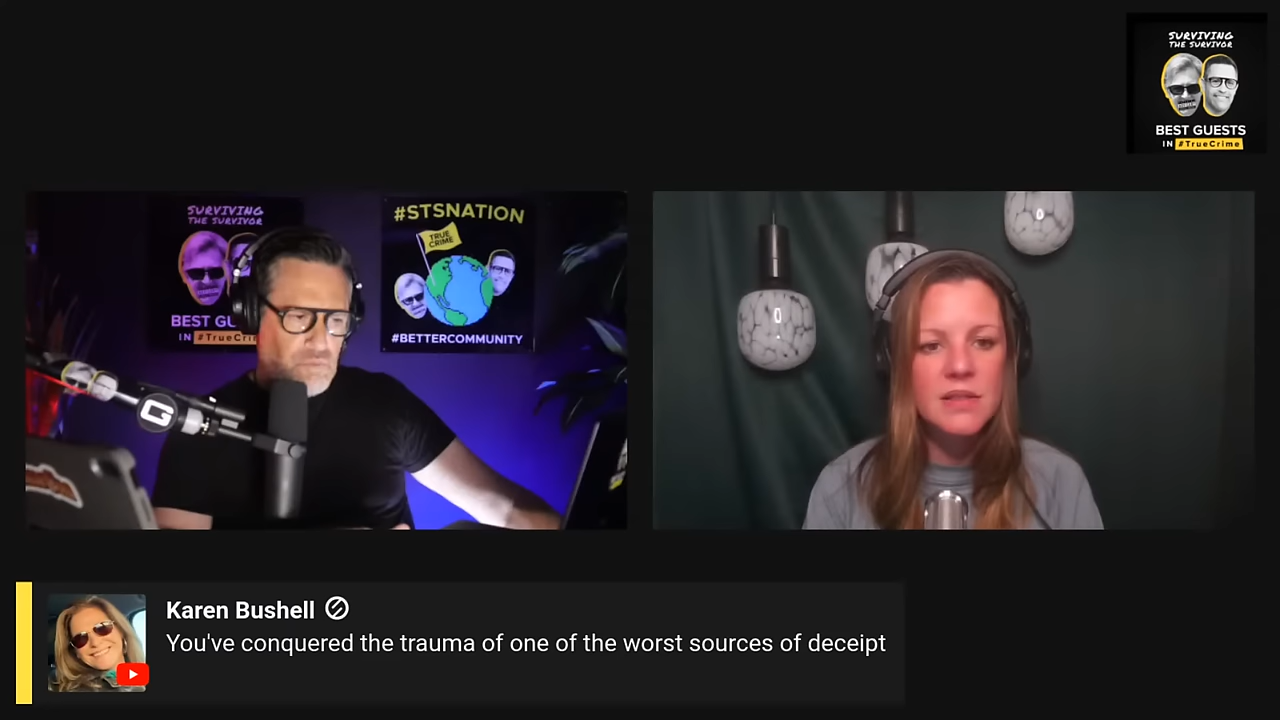 SURVIVING
THE SURVIVOR
BEST GUESTS
IN #TrueCrime
SURVIVING
THE SURVIVOR
BEST GU
IN #TrueCri
#STSNATION
TRUE
CRIME
#BETTERCOMMUNITY
G
Karen Bushell
You've conquered the trauma of one of the worst sources of deceipt